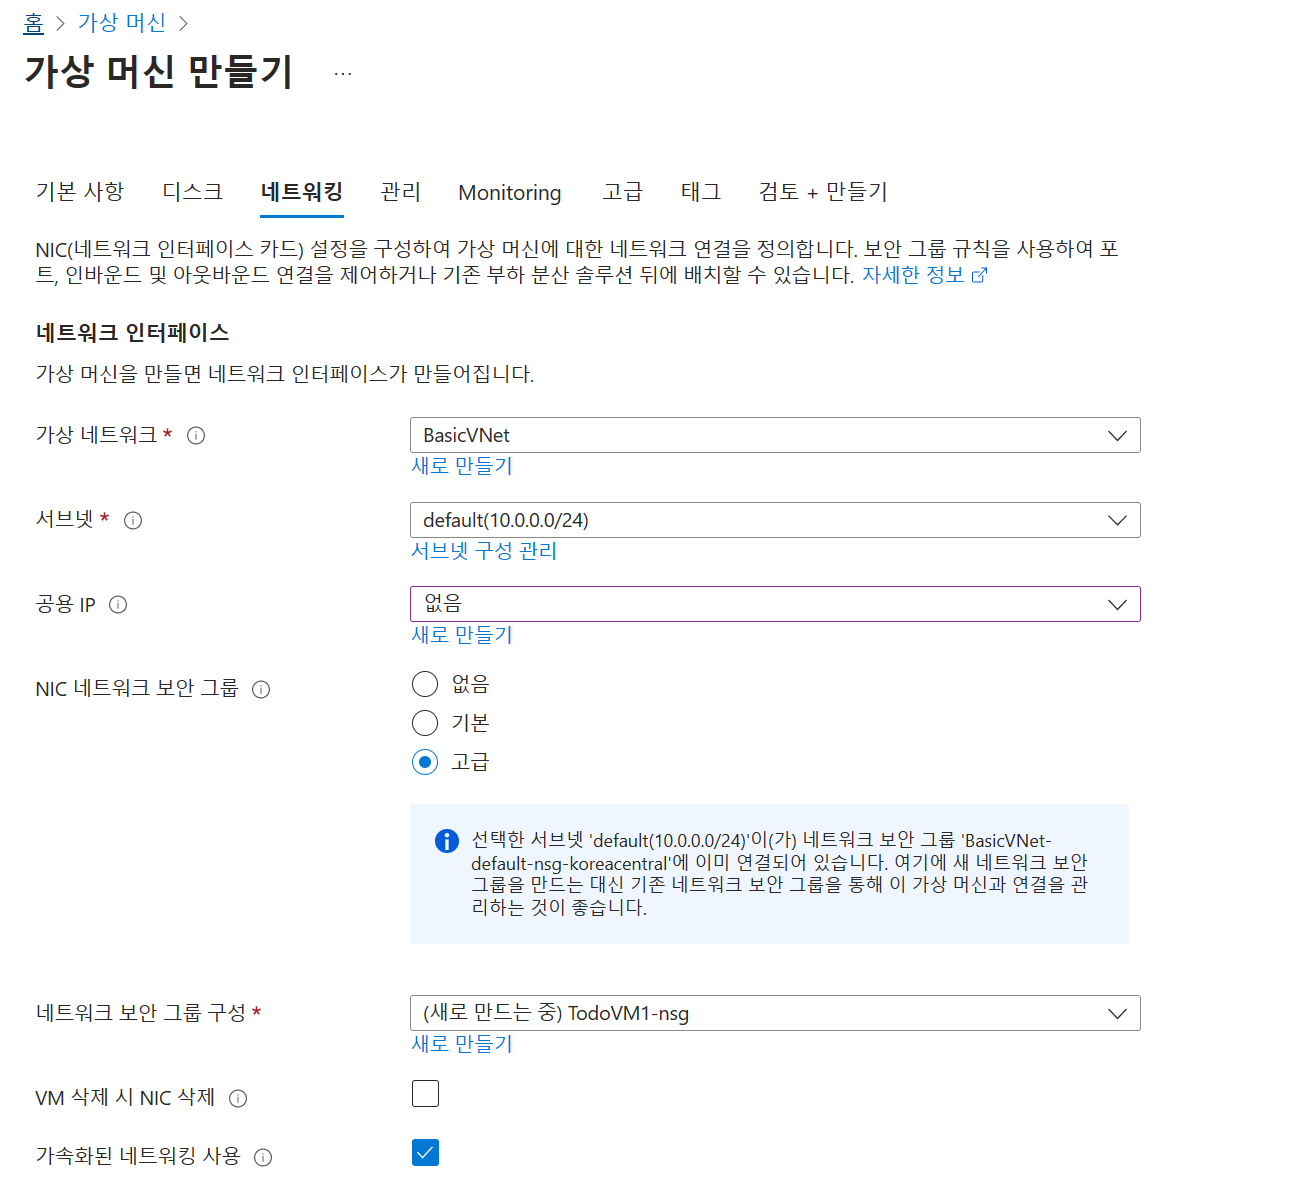 홈 > 가상 머신 >
가상 머신 만들기 ...
기본 사항 디스크 네트워킹 관리 Monitoring 고급 태그 검토 + 만들기
NIC(네트워크 인터페이스 카드) 설정을 구성하여 가상 머신에 대한 네트워크 연결을 정의합니다. 보안 그룹 규칙을 사용하여 포
트, 인바운드 및 아웃바운드 연결을 제어하거나 기존 부하 분산 솔루션 뒤에 배치할 수 있습니다. 자세한 정보
네트워크 인터페이스
가상 머신을 만들면 네트워크 인터페이스가 만들어집니다.
가상 네트워크 *
BasicVNet
새로 만들기
서브넷 *
default(10.0.0.0/24)
서브넷 구성 관리
공용 IP
없음
새로 만들기
NIC 네트워크 보안 그룹
없음
기본
고급
선택한 서브넷 'default(10.0.0.0/24)'이(가) 네트워크 보안 그룹 'BasicVNet-
default-nsg-koreacentral'에 이미 연결되어 있습니다. 여기에 새 네트워크 보안
그룹을 만드는 대신 기존 네트워크 보안 그룹을 통해 이 가상 머신과 연결을 관
리하는 것이 좋습니다.
네트워크 보안 그룹 구성 *
(새로 만드는 중) TodoVM1-nsg
새로 만들기
VM 삭제 시 NIC 삭제
가속화된 네트워킹 사용